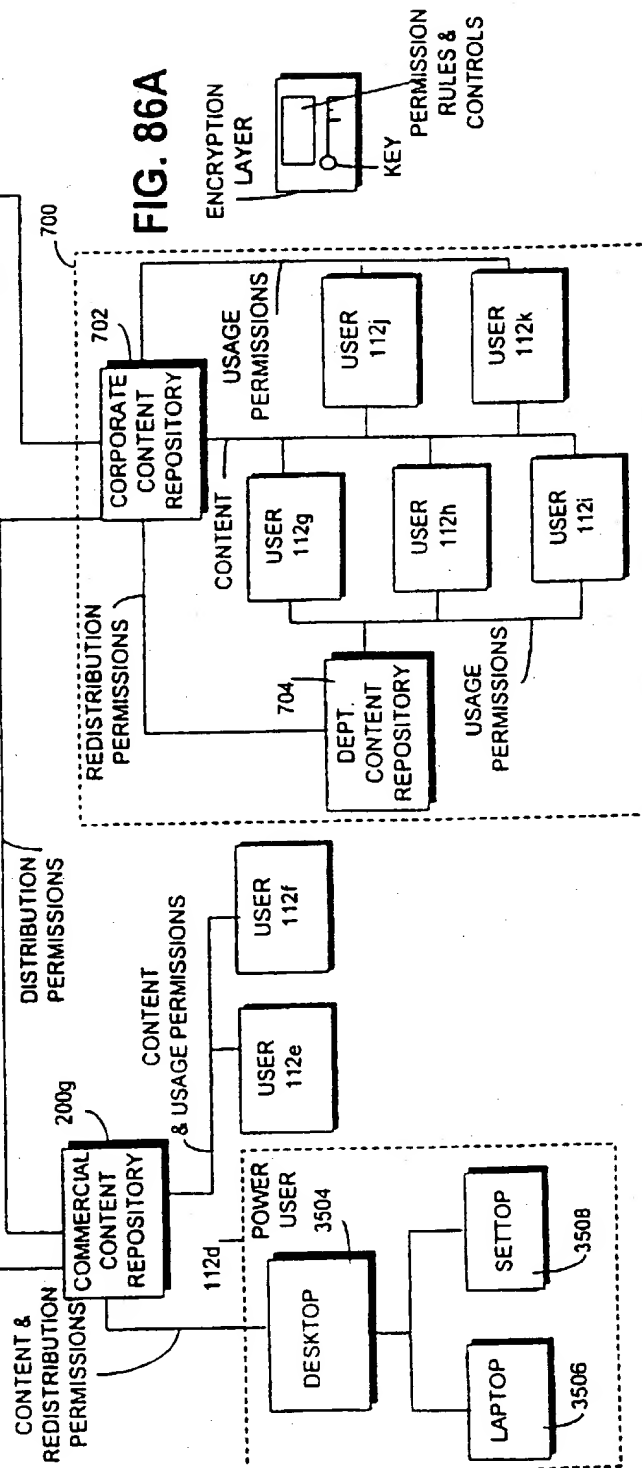 CONTENT &
REDISTRIBUTION
PERMISSIONS
COMMERCIAL
CONTENT
REPOSITORY
200g
DISTRIBUTION
PERMISSIONS
CONTENT
& USAGE PERMISSIONS
USER
112e
USER
112f
112d
POWER
USER
3504
DESKTOP
LAPTOP
3506
SETTOP
3508
700
CORPORATE
CONTENT
REPOSITORY
702
REDISTRIBUTION
PERMISSIONS
CONTENT
USAGE
PERMISSIONS
704
DEPT.
CONTENT
REPOSITORY
USER
112g
USER
112h
USER
112i
USER
112j
USER
112k
USAGE
PERMISSIONS
FIG. 86A
ENCRYPTION
LAYER
KEY
PERMISSION
RULES &
CONTROLS